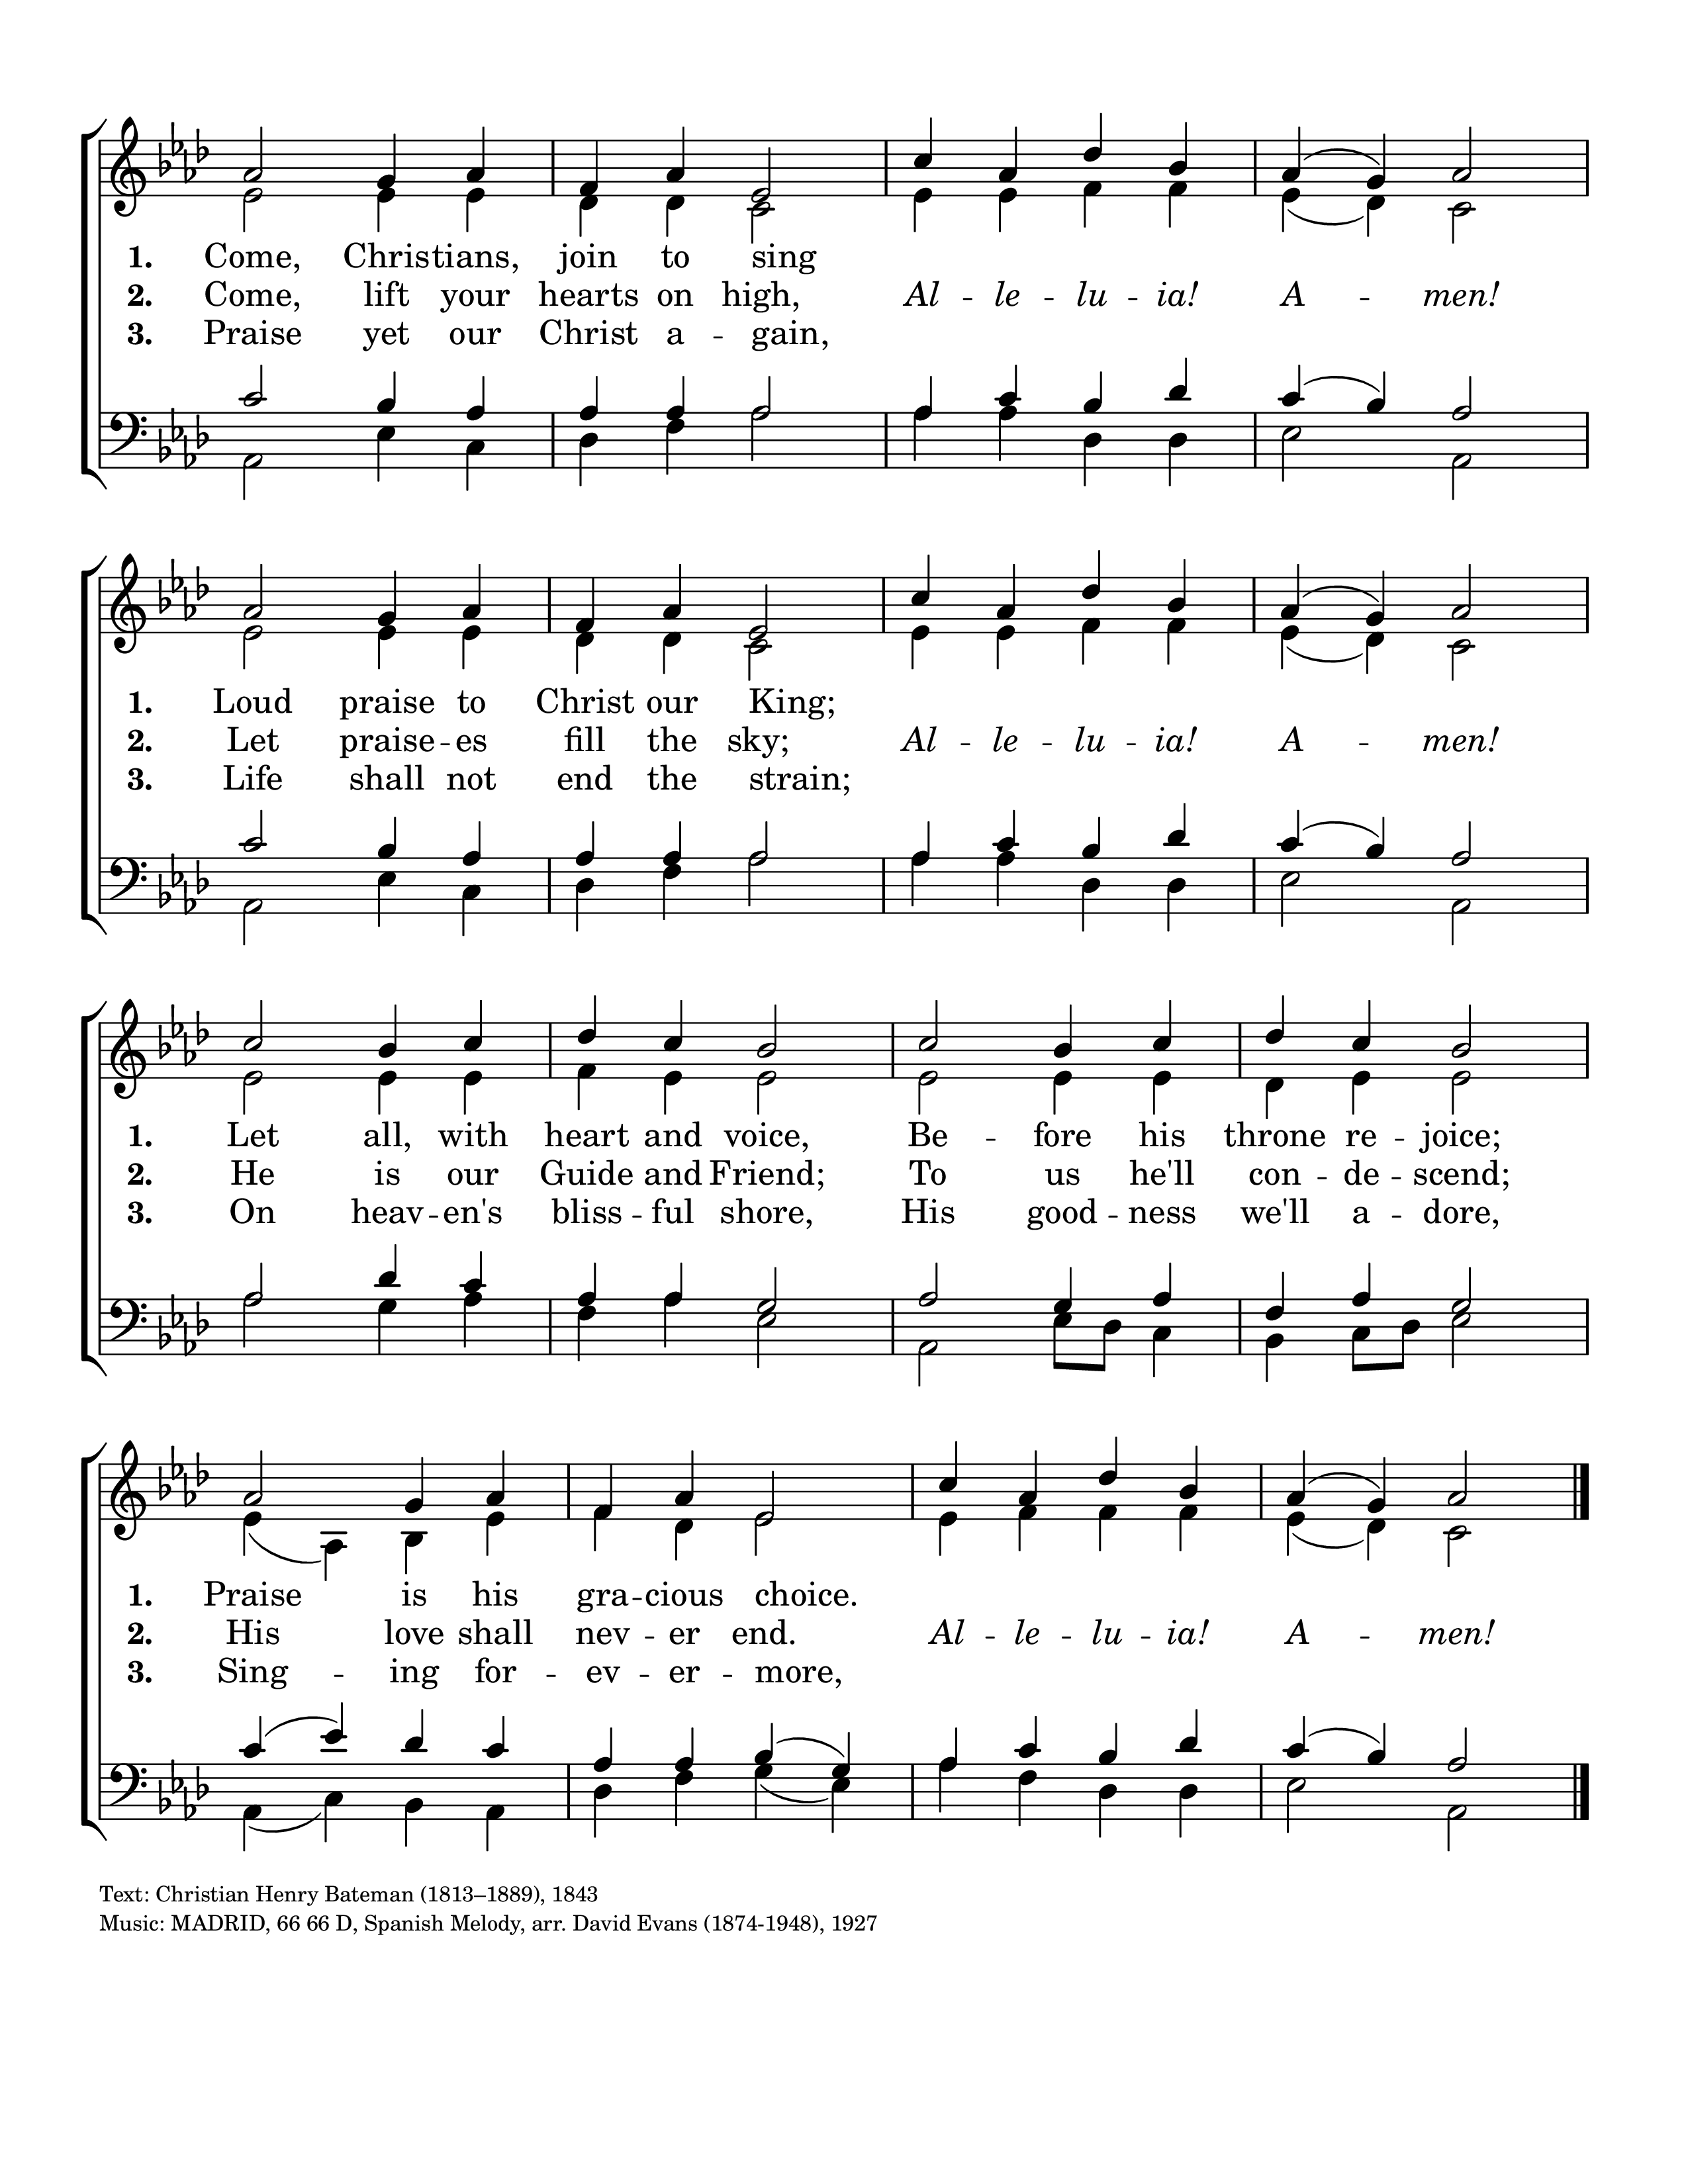 1. Come, Christians, join to sing
2. Come, lift your hearts on high, Al -- le -- lu -- ia! A -- men!
3. Praise yet our Christ a -- gain,
1. Loud praise to Christ our King;
2. Let praise -- es fill the sky; Al -- le -- lu -- ia! A -- men!
3. Life shall not end the strain;
1. Let all, with heart and voice, Be -- fore his throne re -- joice;
2. He is our Guide and Friend; To us he'll con -- de -- scend;
3. On heav -- en's bliss -- ful shore, His good -- ness we'll a -- dore,
1. Praise is his gra -- cious choice.
2. His love shall nev -- er end. Al -- le -- lu -- ia! A -- men!
3. Sing -- ing for -- ev -- er -- more,
Text: Christian Henry Bateman (1813–1889), 1843
Music: MADRID, 66 66 D, Spanish Melody, arr. David Evans (1874-1948), 1927